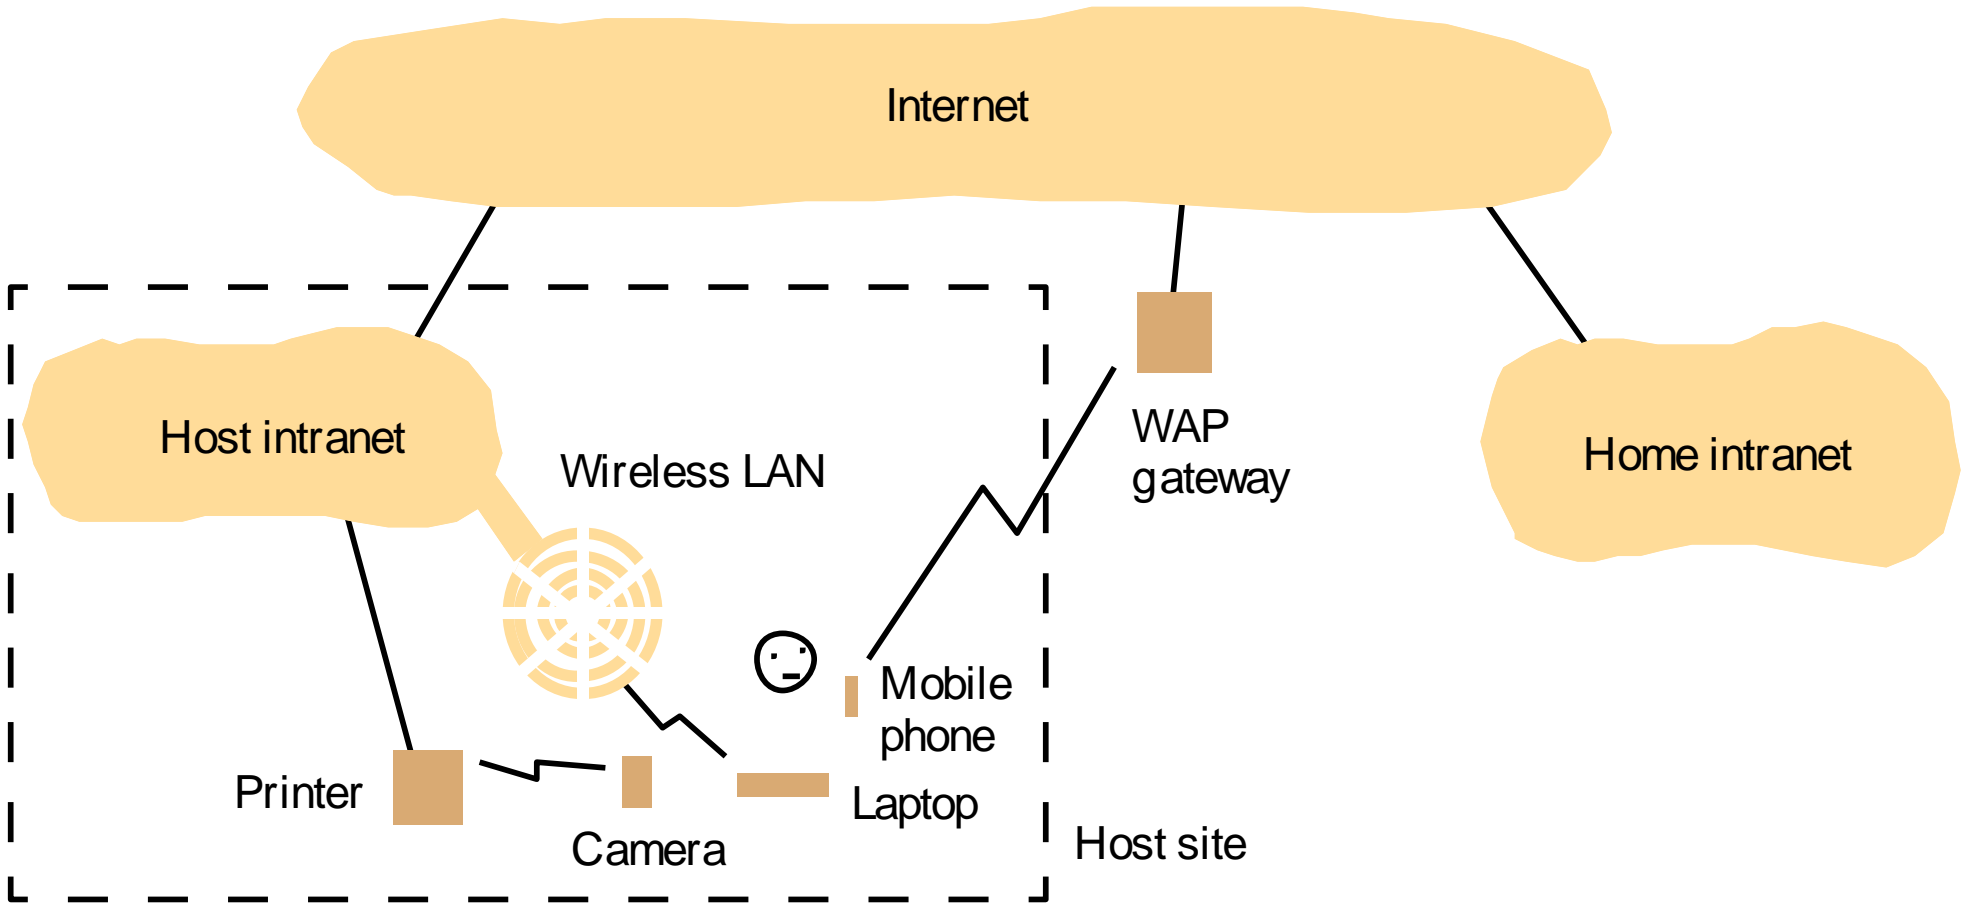 Internet
Host intranet
Wireless LAN
WAP
gateway
Home intranet
Mobile
phone
Printer
Camera
Laptop
Host site